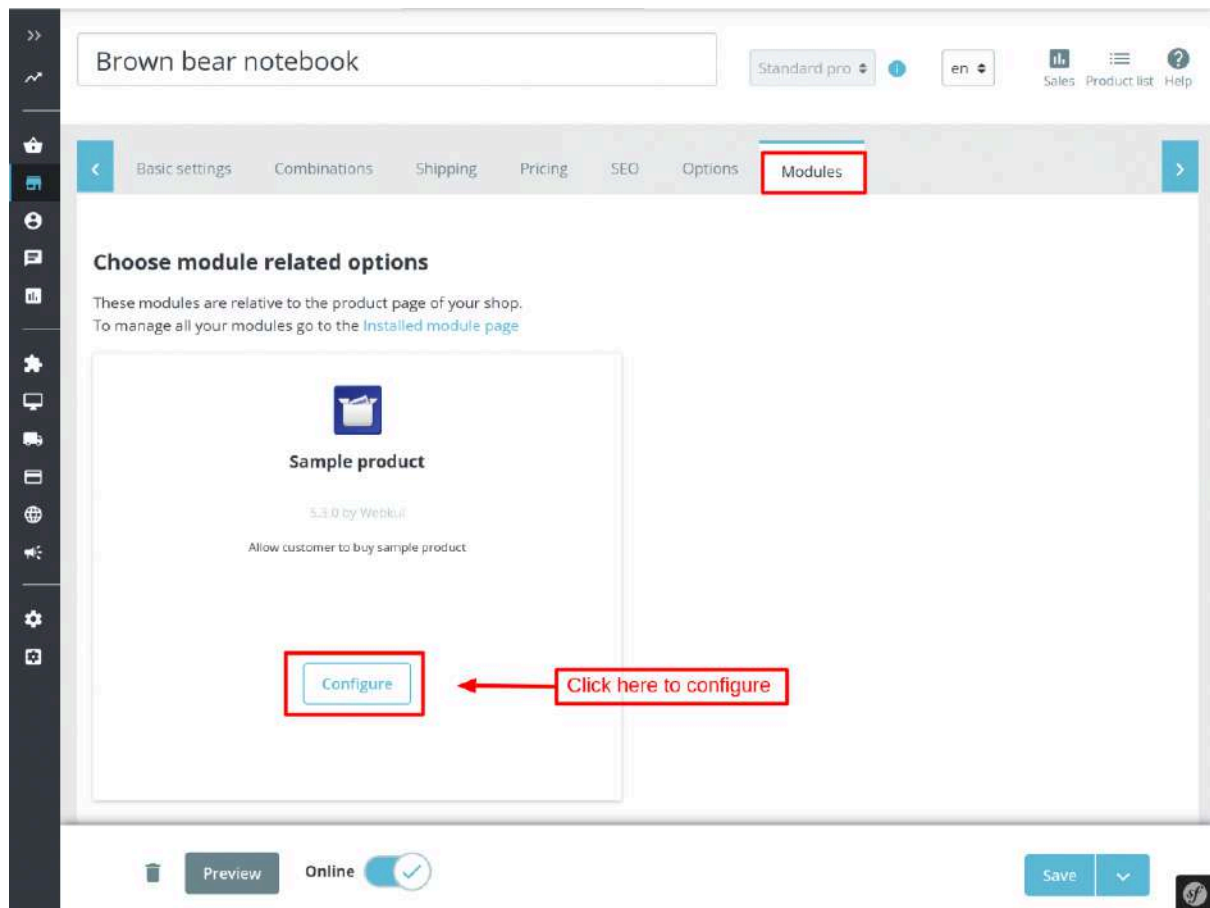 Brown bear notebook
Standard pro
en
Sales Product list Help
Basic settings Combinations Shipping Pricing SEO Options Modules
Choose module related options
These modules are relative to the product page of your shop.
To manage all your modules go to the Installed module page
Sample product
5.3.0 by Webkul
Allow customer to buy sample product
Configure
Click here to configure
Preview Online Save